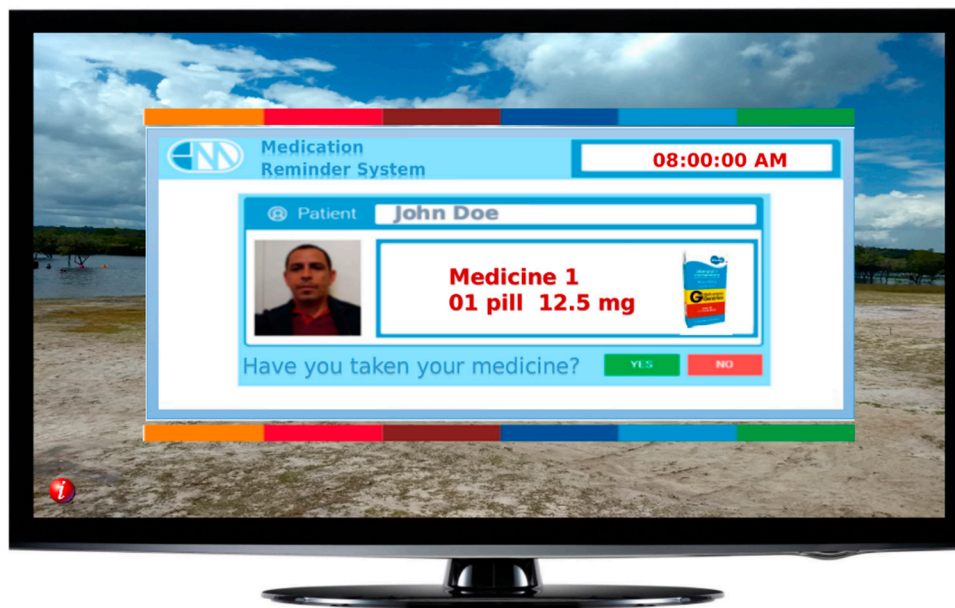 Medication
Reminder System
08:00:00 AM
Patient
John Doe
Medicine 1
01 pill 12.5 mg
G
Genérico
Have you taken your medicine?
YES
NO
i